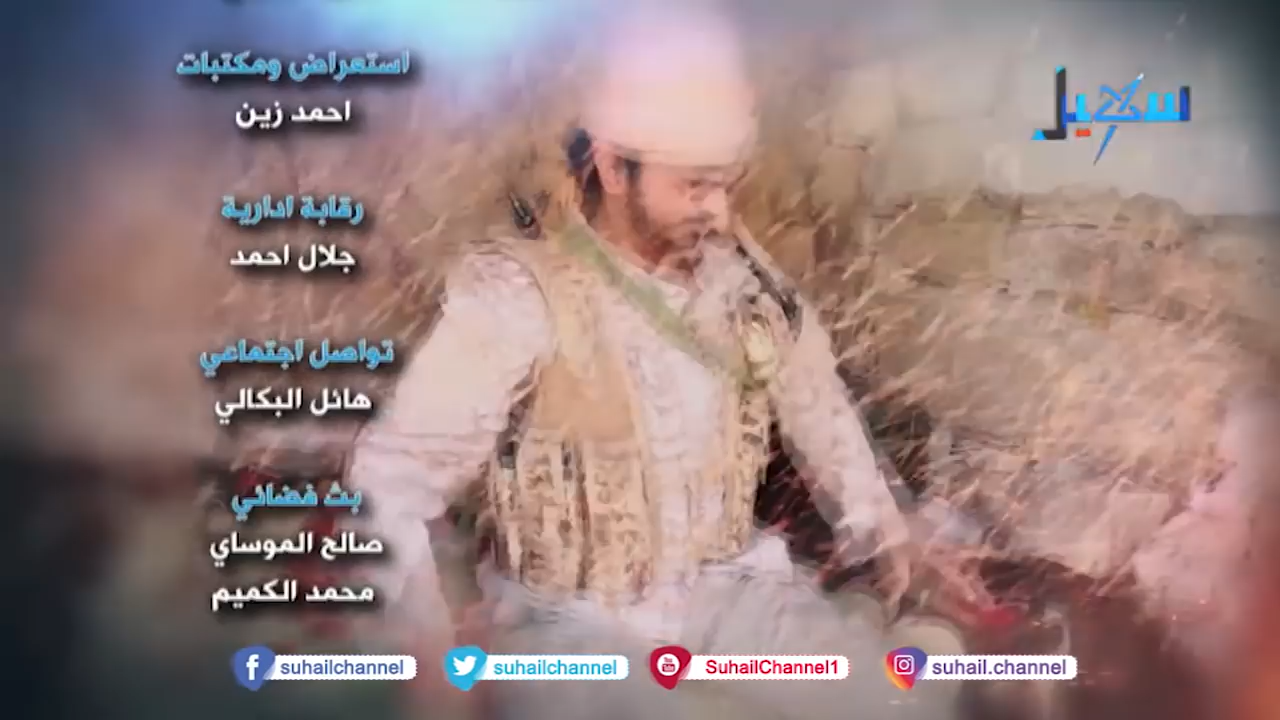 سهيل
استعراض ومكتبات
احمد زين
رقابة ادارية
جلال احمد
تواصل اجتماعي
هائل البكالي
بث فضائي
صالح الموساي
محمد الكميم
suhailchannel
suhailchannel
SuhailChannel1
suhail.channel